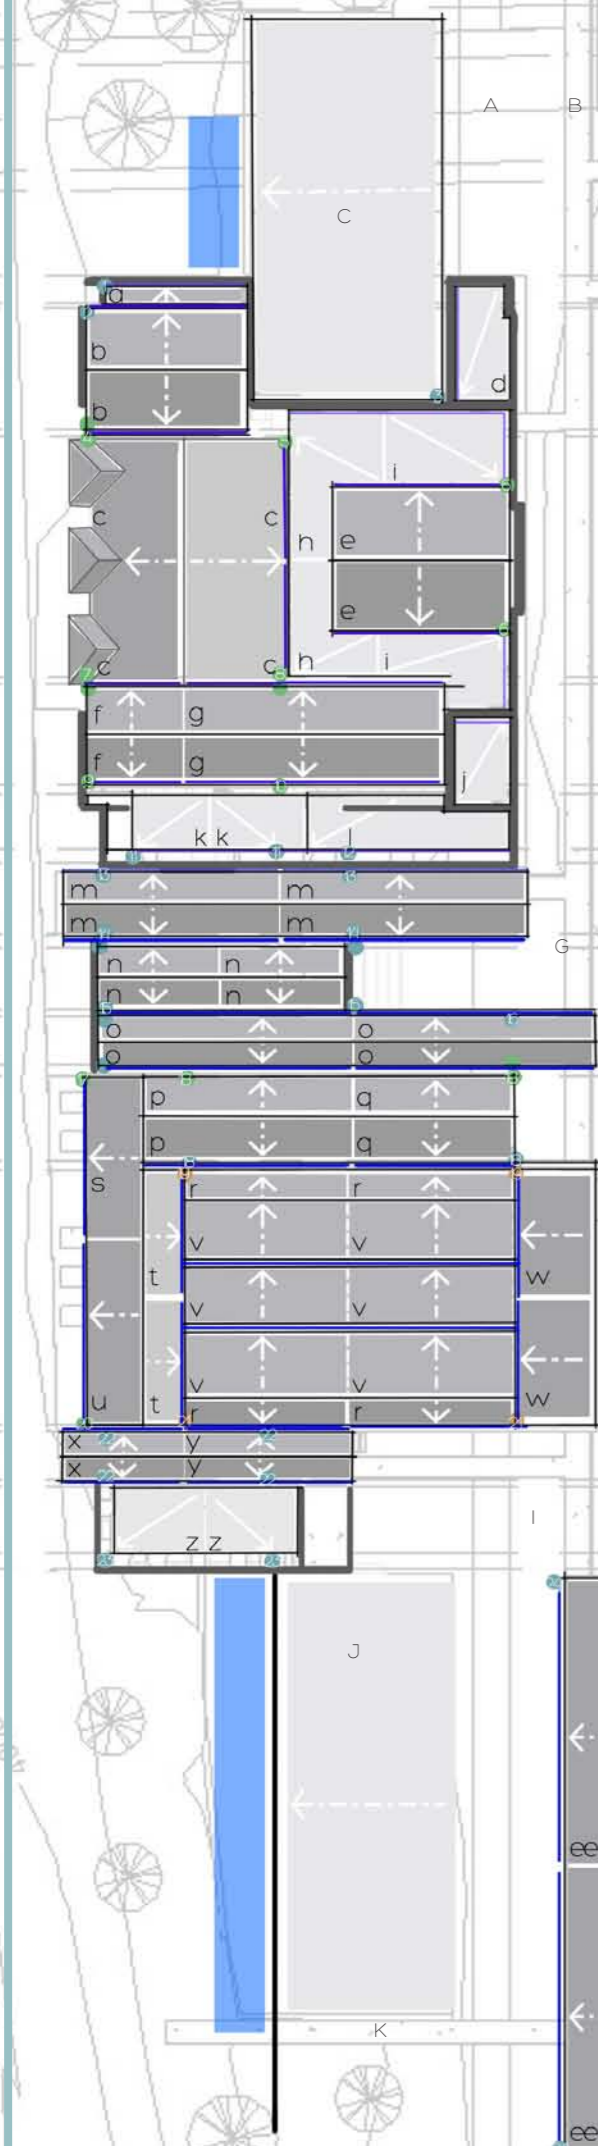 A B
C
a
b
d
b
c c i
h e
e
c c h i
f g
f g j
k k l
m m
m m
G
n n
n n
o o
o o
p q
p q
s r r
v v
t w
v v
v v
u t r r w
x y
x y
z z
I
J
ee
K
ee